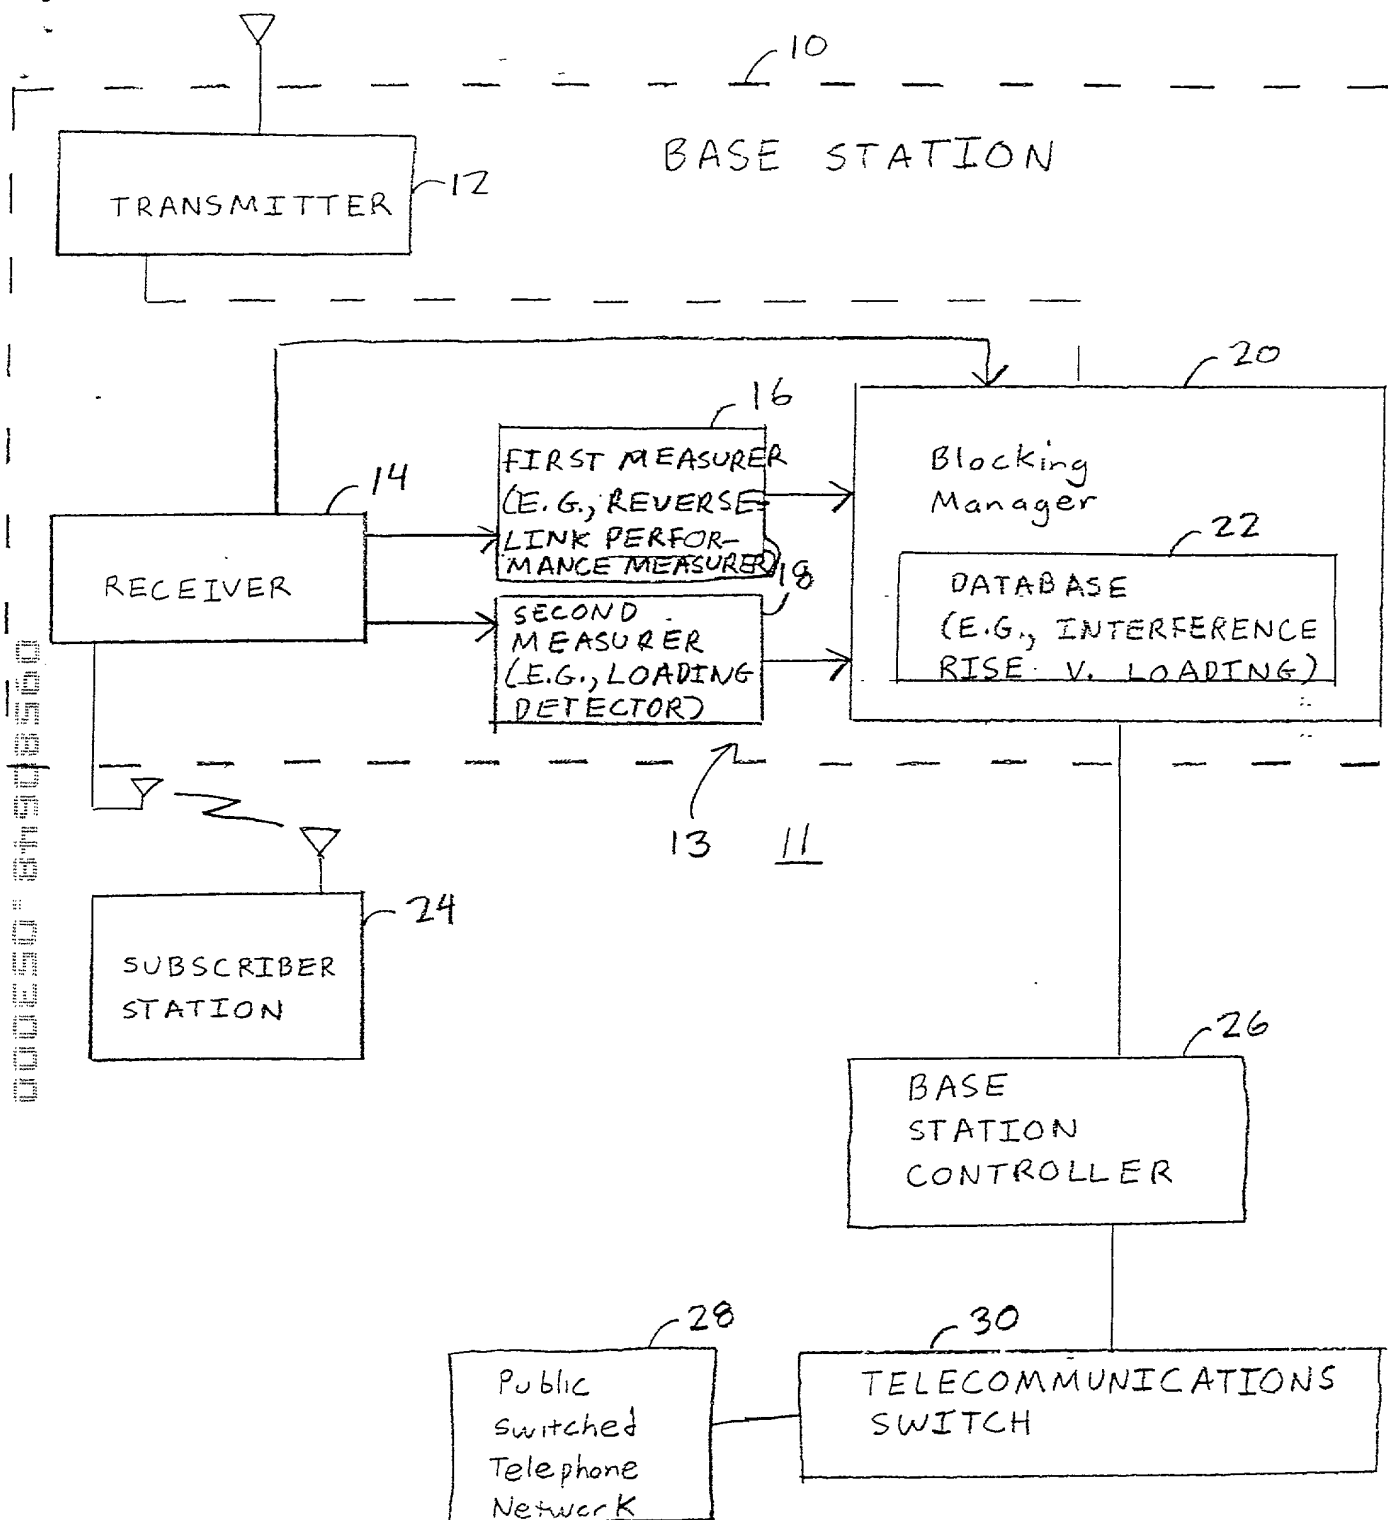 10
BASE STATION
TRANSMITTER
12
20
16
FIRST MEASURER
(E.G., REVERSE-
LINK PERFOR-
MANCE MEASURER)
14
RECEIVER
Blocking
Manager
22
DATABASE
(E.G., INTERFERENCE
RISE V. LOADING)
18
SECOND
MEASURER
(E.G., LOADING
DETECTOR)
13
11
24
SUBSCRIBER
STATION
26
BASE
STATION
CONTROLLER
28
Public
Switched
Telephone
Network
30
TELECOMMUNICATIONS
SWITCH